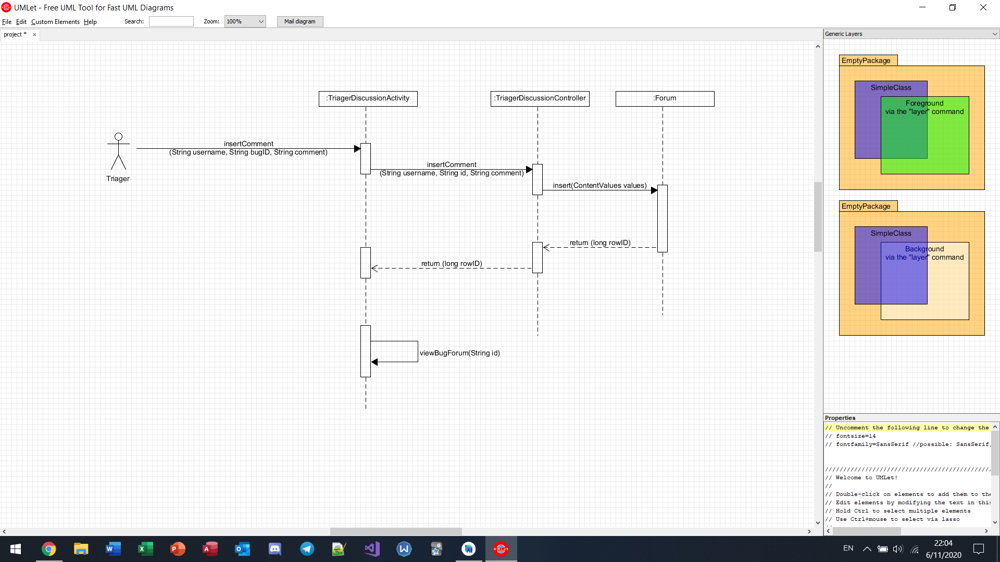 UMLet - Free UML Tool for Fast UML Diagrams
File Edit Custom Elements Help Search: Zoom: 100% Mail diagram
project *
Generic Layers
:TriagerDiscussionActivity
:TriagerDiscussionController
:Forum
insertComment
(String username, String bugID, String comment)
Triager
insertComment
(String username, String id, String comment)
insert(ContentValues values)
return (long rowID)
return (long rowID)
viewBugForum(String id)
EmptyPackage
SimpleClass
Foreground
via the "layer" command
EmptyPackage
SimpleClass
Background
via the "layer" command
Properties
// Uncomment the following line to change the
// fontsize=14
// fontfamily=SansSerif //possible: SansSerif,
//////////////////////////////////////////////
// Welcome to UMLet!
//
// Double-click on elements to add them to the
// Edit elements by modifying the text in this
// Hold Ctrl to select multiple elements
// Use Ctrl+mouse to select via lasso
EN
22:04
6/11/2020